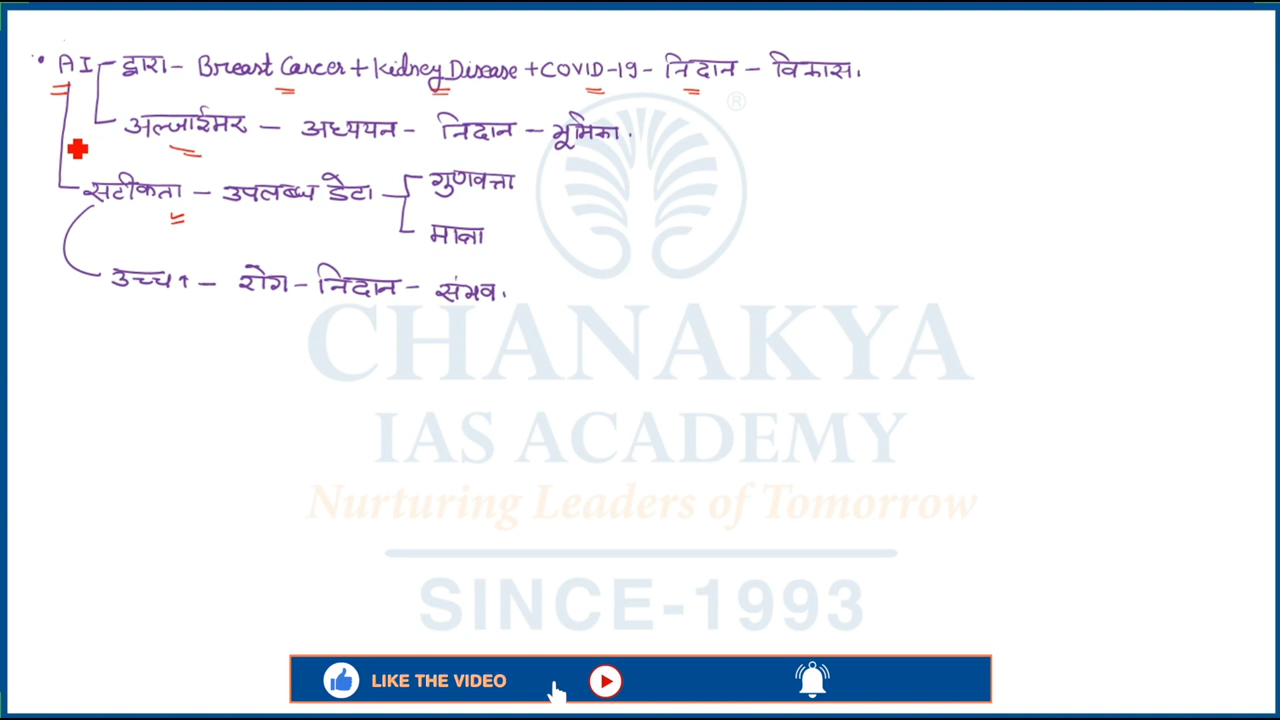 • AI द्वारा - Breast Cancer + Kidney Disease + COVID-19 - निदान - विकास.
अल्जाईमर - अध्ययन - निदान - भूमिका.
सटीकता - उपलब्ध डेटा - गुणवत्ता
मात्रा
उच्च ↑ - रोग - निदान - संभव.
®
CHANAKYA
IAS ACADEMY
Nurturing Leaders of Tomorrow
SINCE-1993
LIKE THE VIDEO